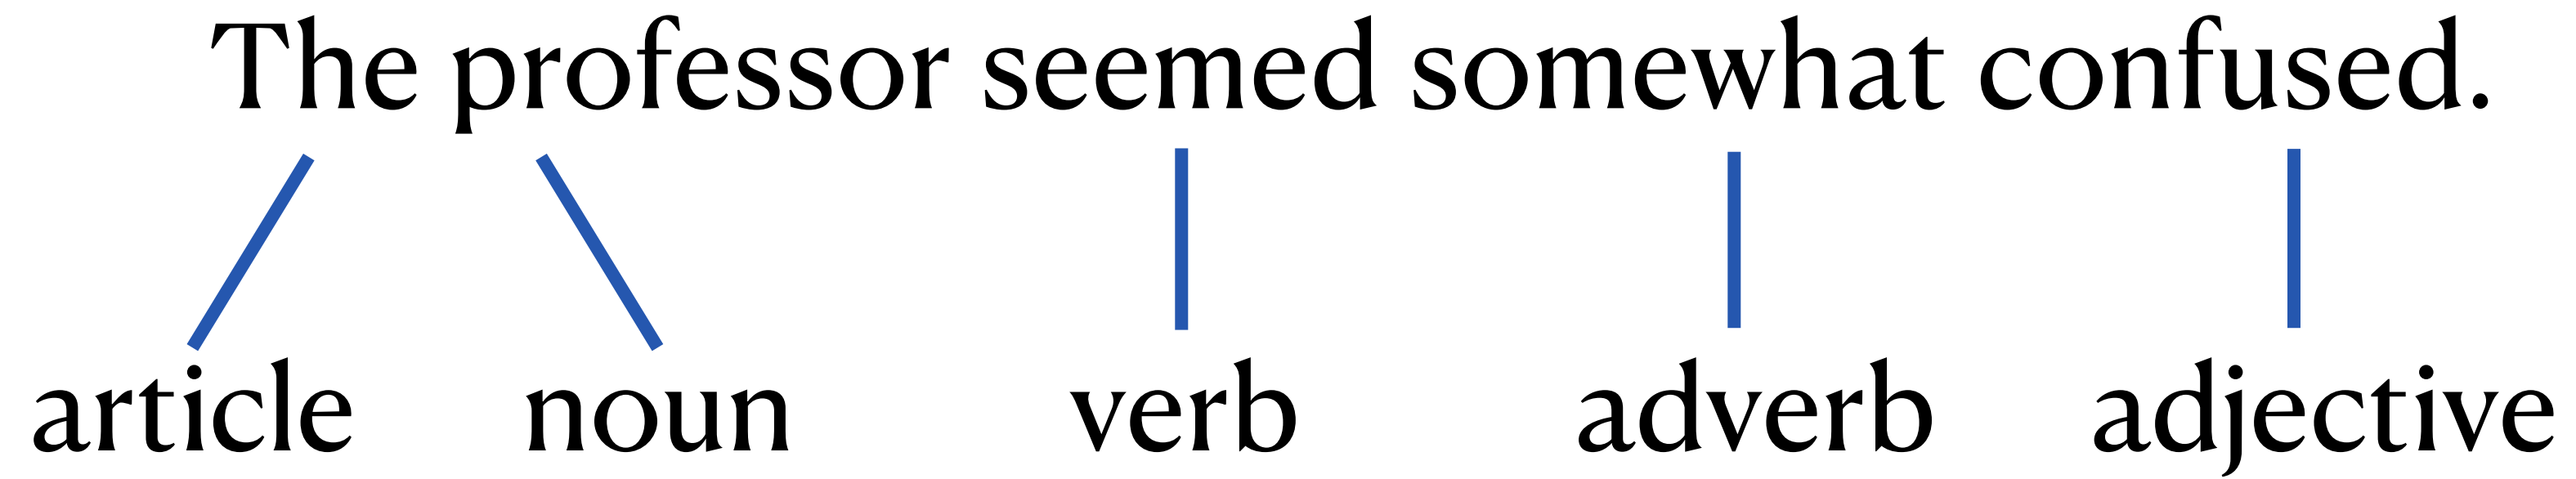 The professor seemed somewhat confused.
article noun verb adverb adjective